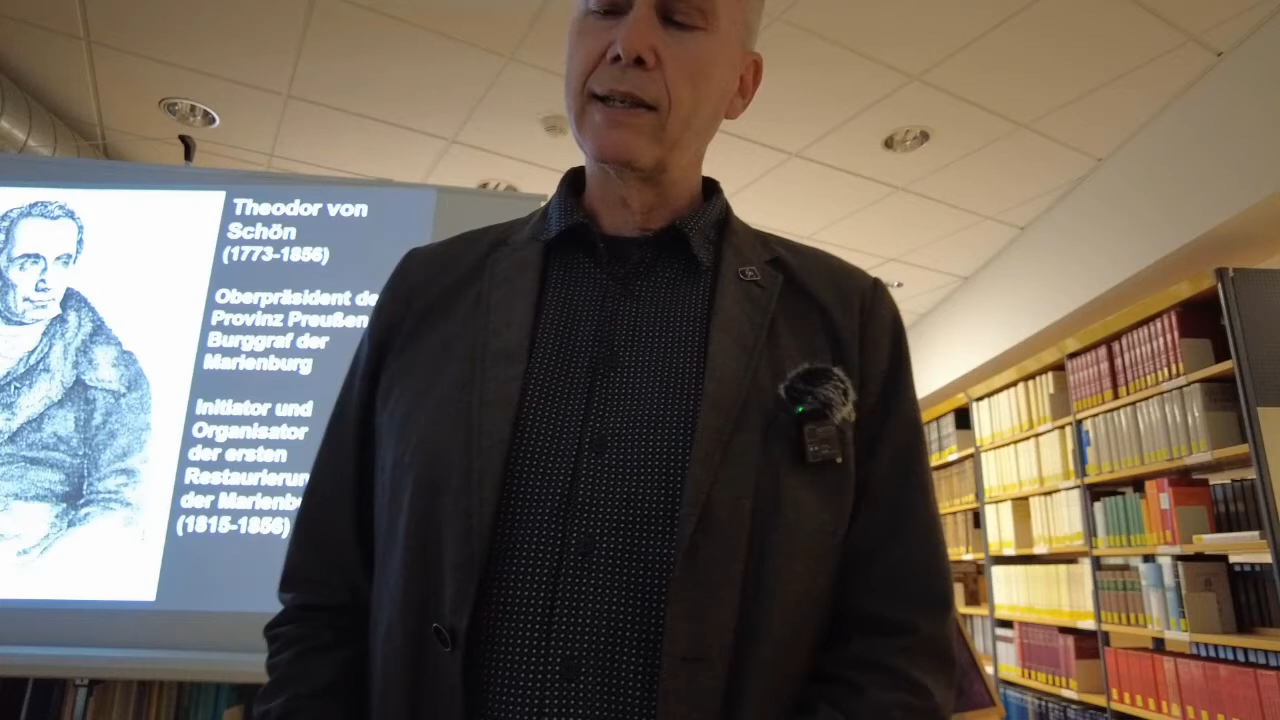 Theodor von
Schön
(1773-1856)
Oberpräsident de
Provinz Preußen
Burggraf der
Marienburg
Initiator und
Organisator
der ersten
Restaurierun
der Marienb
(1815-1856)